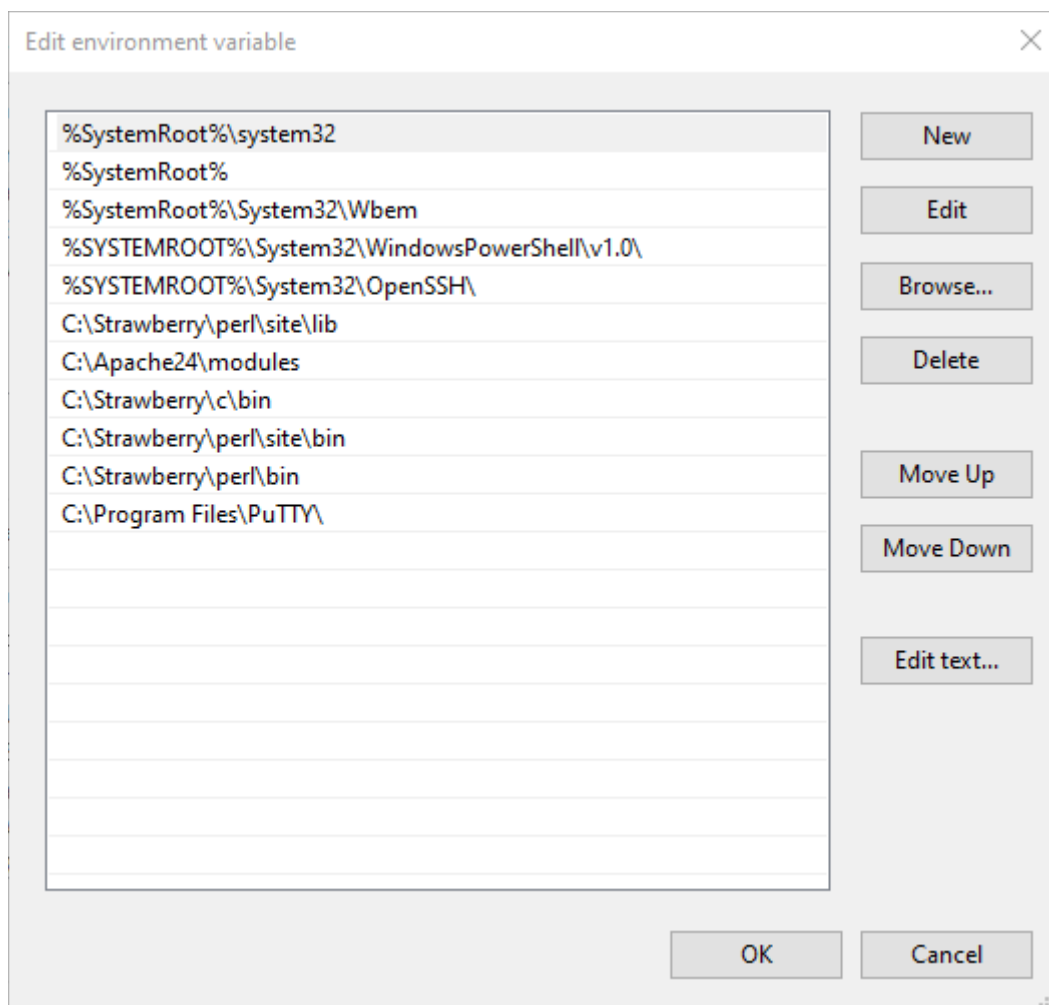 Edit environment variable
%SystemRoot%\system32
%SystemRoot%
%SystemRoot%\System32\Wbem
%SYSTEMROOT%\System32\WindowsPowerShell\v1.0\
%SYSTEMROOT%\System32\OpenSSH\
C:\Strawberry\perl\site\lib
C:\Apache24\modules
C:\Strawberry\c\bin
C:\Strawberry\perl\site\bin
C:\Strawberry\perl\bin
C:\Program Files\PuTTY\
New
Edit
Browse...
Delete
Move Up
Move Down
Edit text...
OK
Cancel